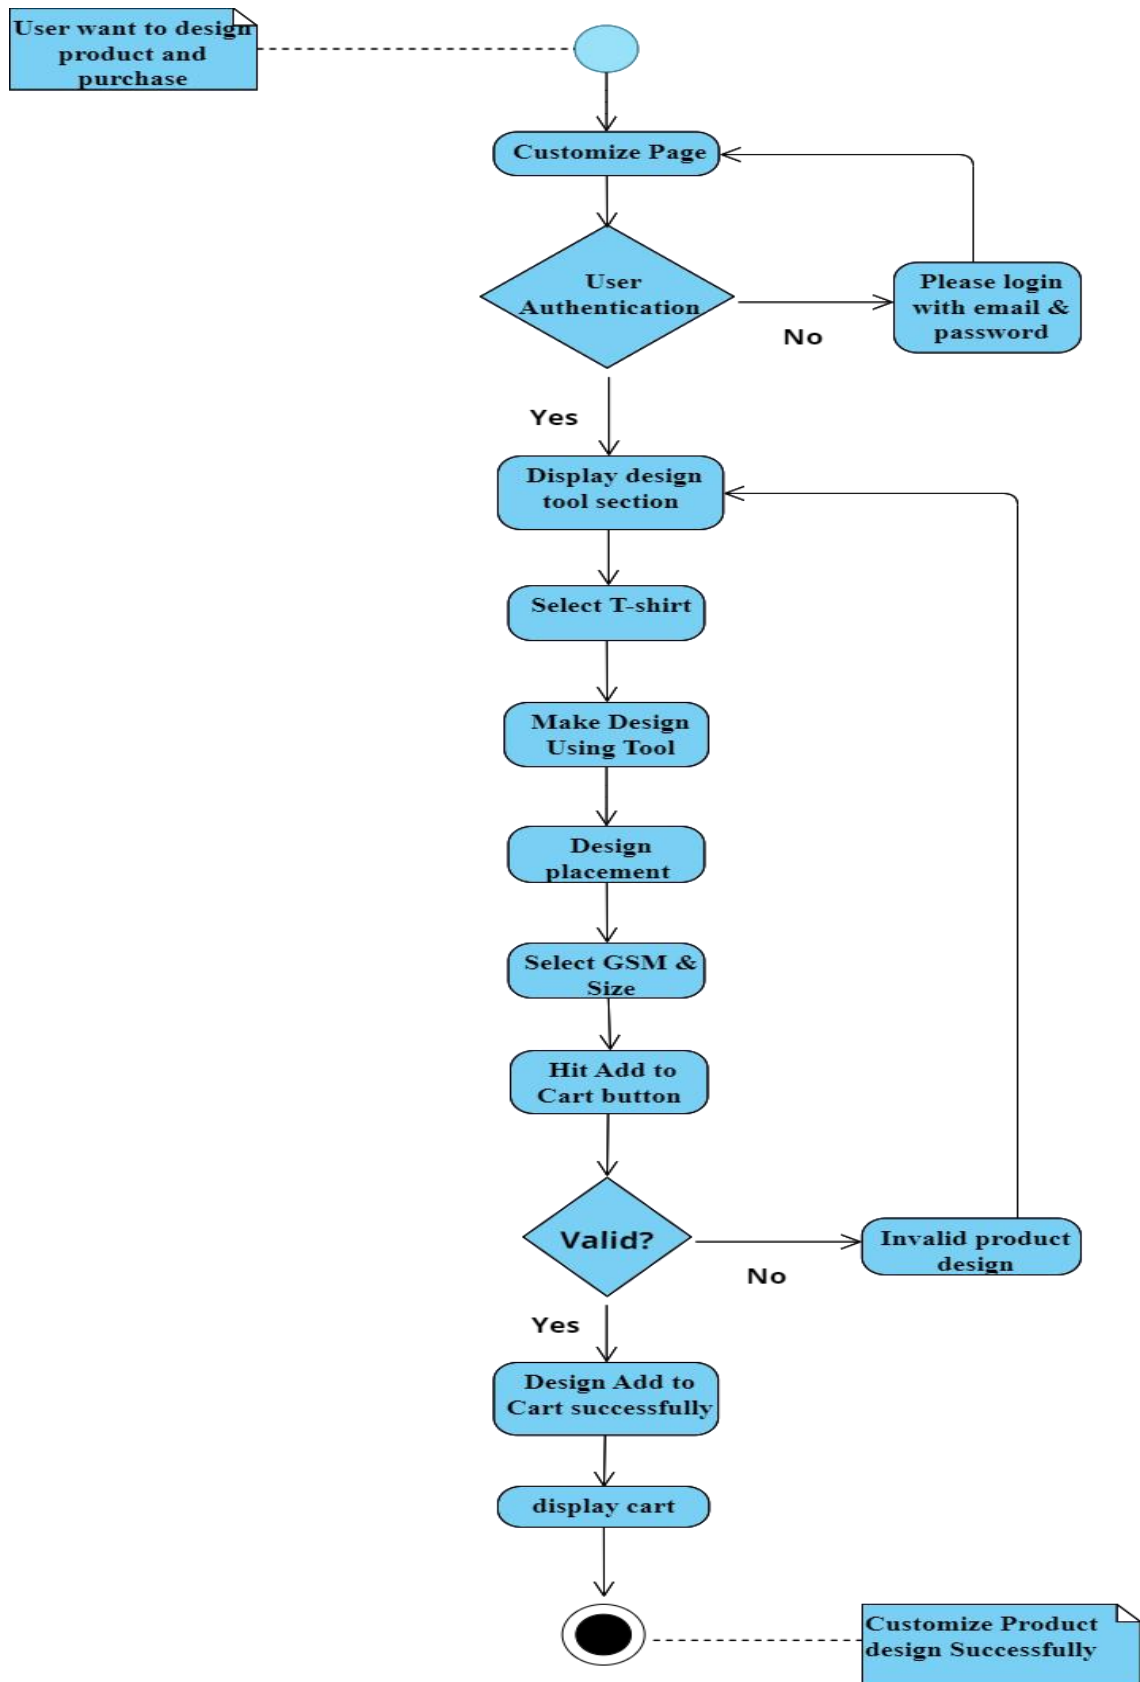 User want to design
product and
purchase
Customize Page
User
Authentication
No
Please login
with email &
password
Yes
Display design
tool section
Select T-shirt
Make Design
Using Tool
Design
placement
Select GSM &
Size
Hit Add to
Cart button
Valid?
No
Invalid product
design
Yes
Design Add to
Cart successfully
display cart
Customize Product
design Successfully